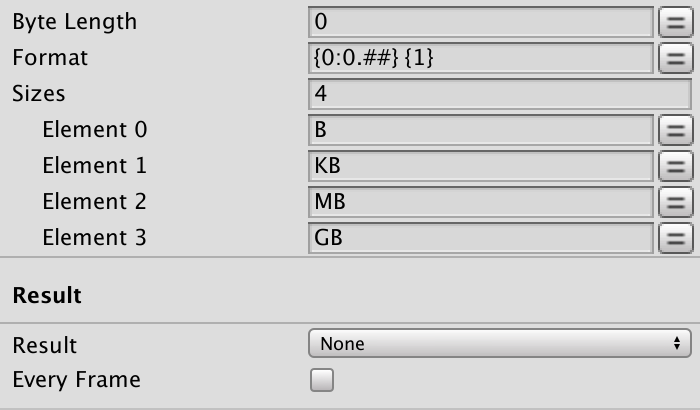 Byte Length 0
Format {0:0.##} {1}
Sizes 4
Element 0 B
Element 1 KB
Element 2 MB
Element 3 GB
Result
Result None
Every Frame